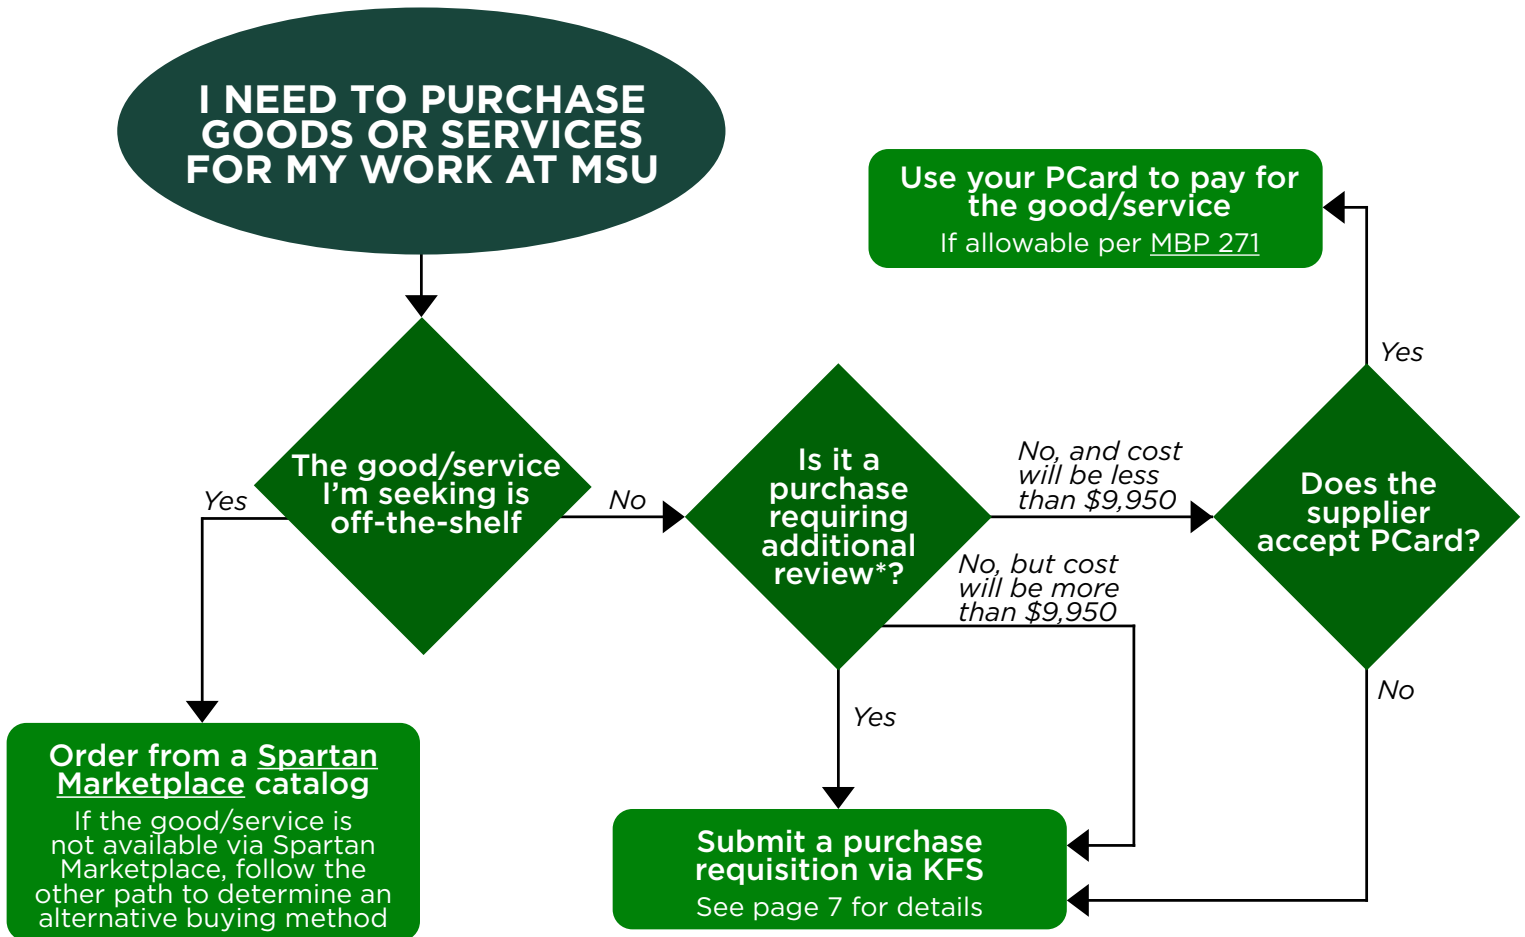 I NEED TO PURCHASE
GOODS OR SERVICES
FOR MY WORK AT MSU
Use your PCard to pay for
the good/service
If allowable per MBP 271
Yes
The good/service
I'm seeking is
off-the-shelf
Yes
No
Is it a
purchase
requiring
additional
review*?
No, and cost
will be less
than $9,950
No, but cost
will be more
than $9,950
Does the
supplier
accept PCard?
Yes
No
Order from a Spartan
Marketplace catalog
If the good/service is
not available via Spartan
Marketplace, follow the
other path to determine an
alternative buying method
Submit a purchase
requisition via KFS
See page 7 for details